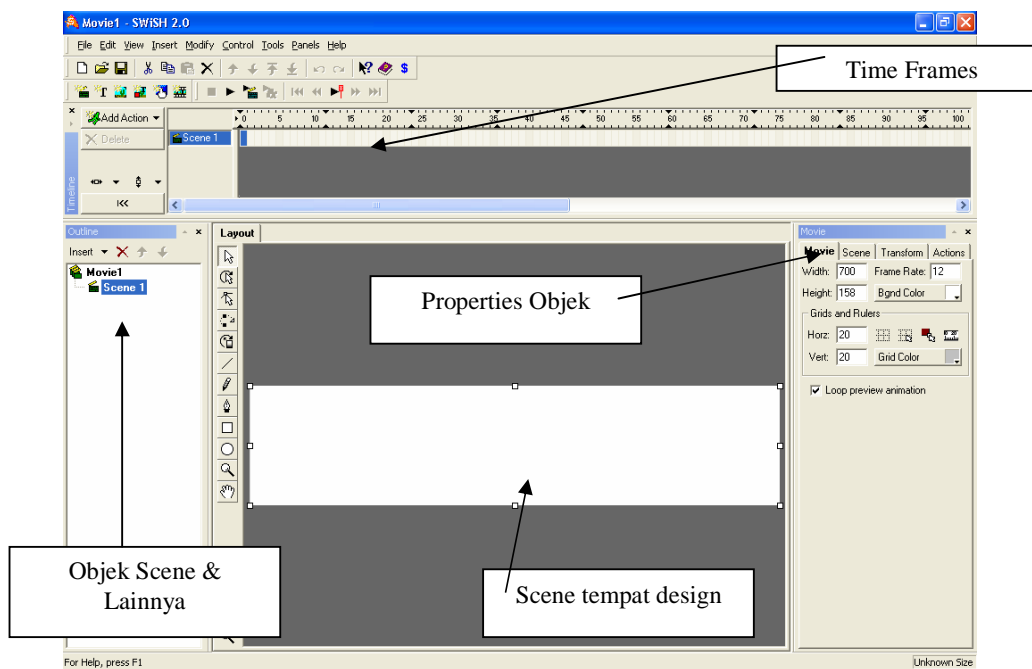 Movie1 - SWiSH 2.0
File Edit View Insert Modify Control Tools Panels Help
Time Frames
Add Action
0 5 10 15 20 25 30 35 40 45 50 55 60 65 70 75 80 85 90 95 100
Delete
Scene 1
Timeline
Outline
Insert
Movie1
Scene 1
Layout
Properties Objek
Movie
Movie Scene Transform Actions
Width: 700 Frame Rate: 12
Height: 158 Bgnd Color
Grids and Rulers
Horz: 20
Vert: 20 Grid Color
Loop preview animation
Objek Scene &
Lainnya
Scene tempat design
For Help, press F1
Unknown Size